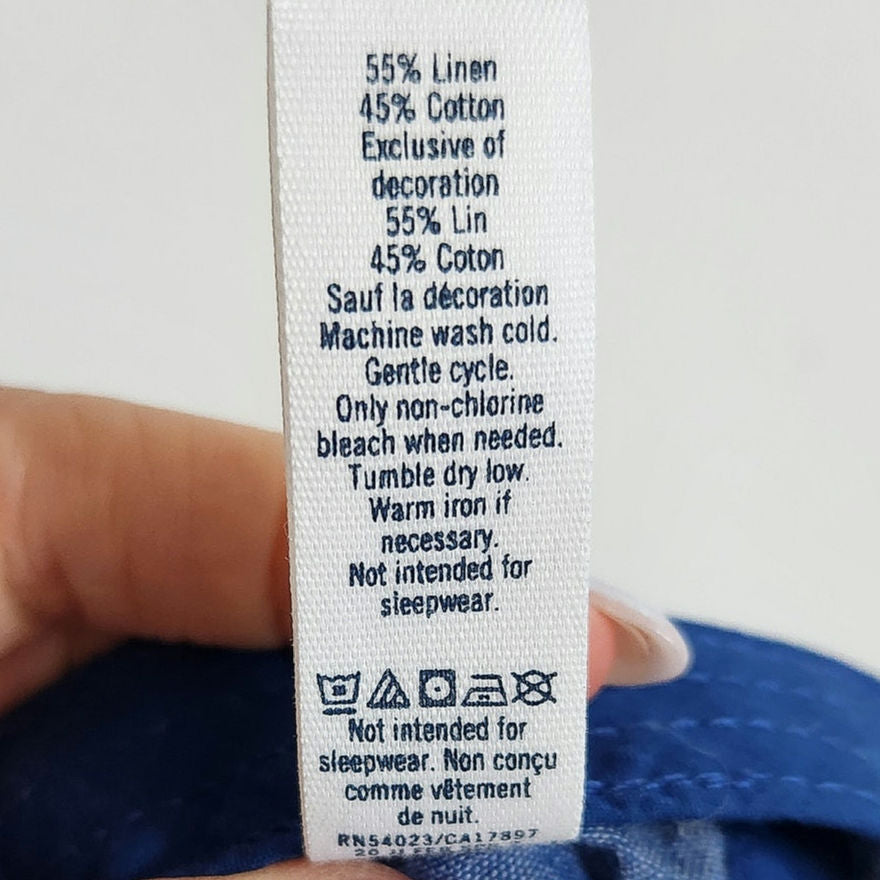 55% Linen
45% Cotton
Exclusive of
decoration
55% Lin
45% Coton
Sauf la décoration
Machine wash cold.
Gentle cycle.
Only non-chlorine
bleach when needed.
Tumble dry low.
Warm iron if
necessary.
Not intended for
sleepwear.
Not intended for
sleepwear. Non conçu
comme vêtement
de nuit.
RN54023/CA17897